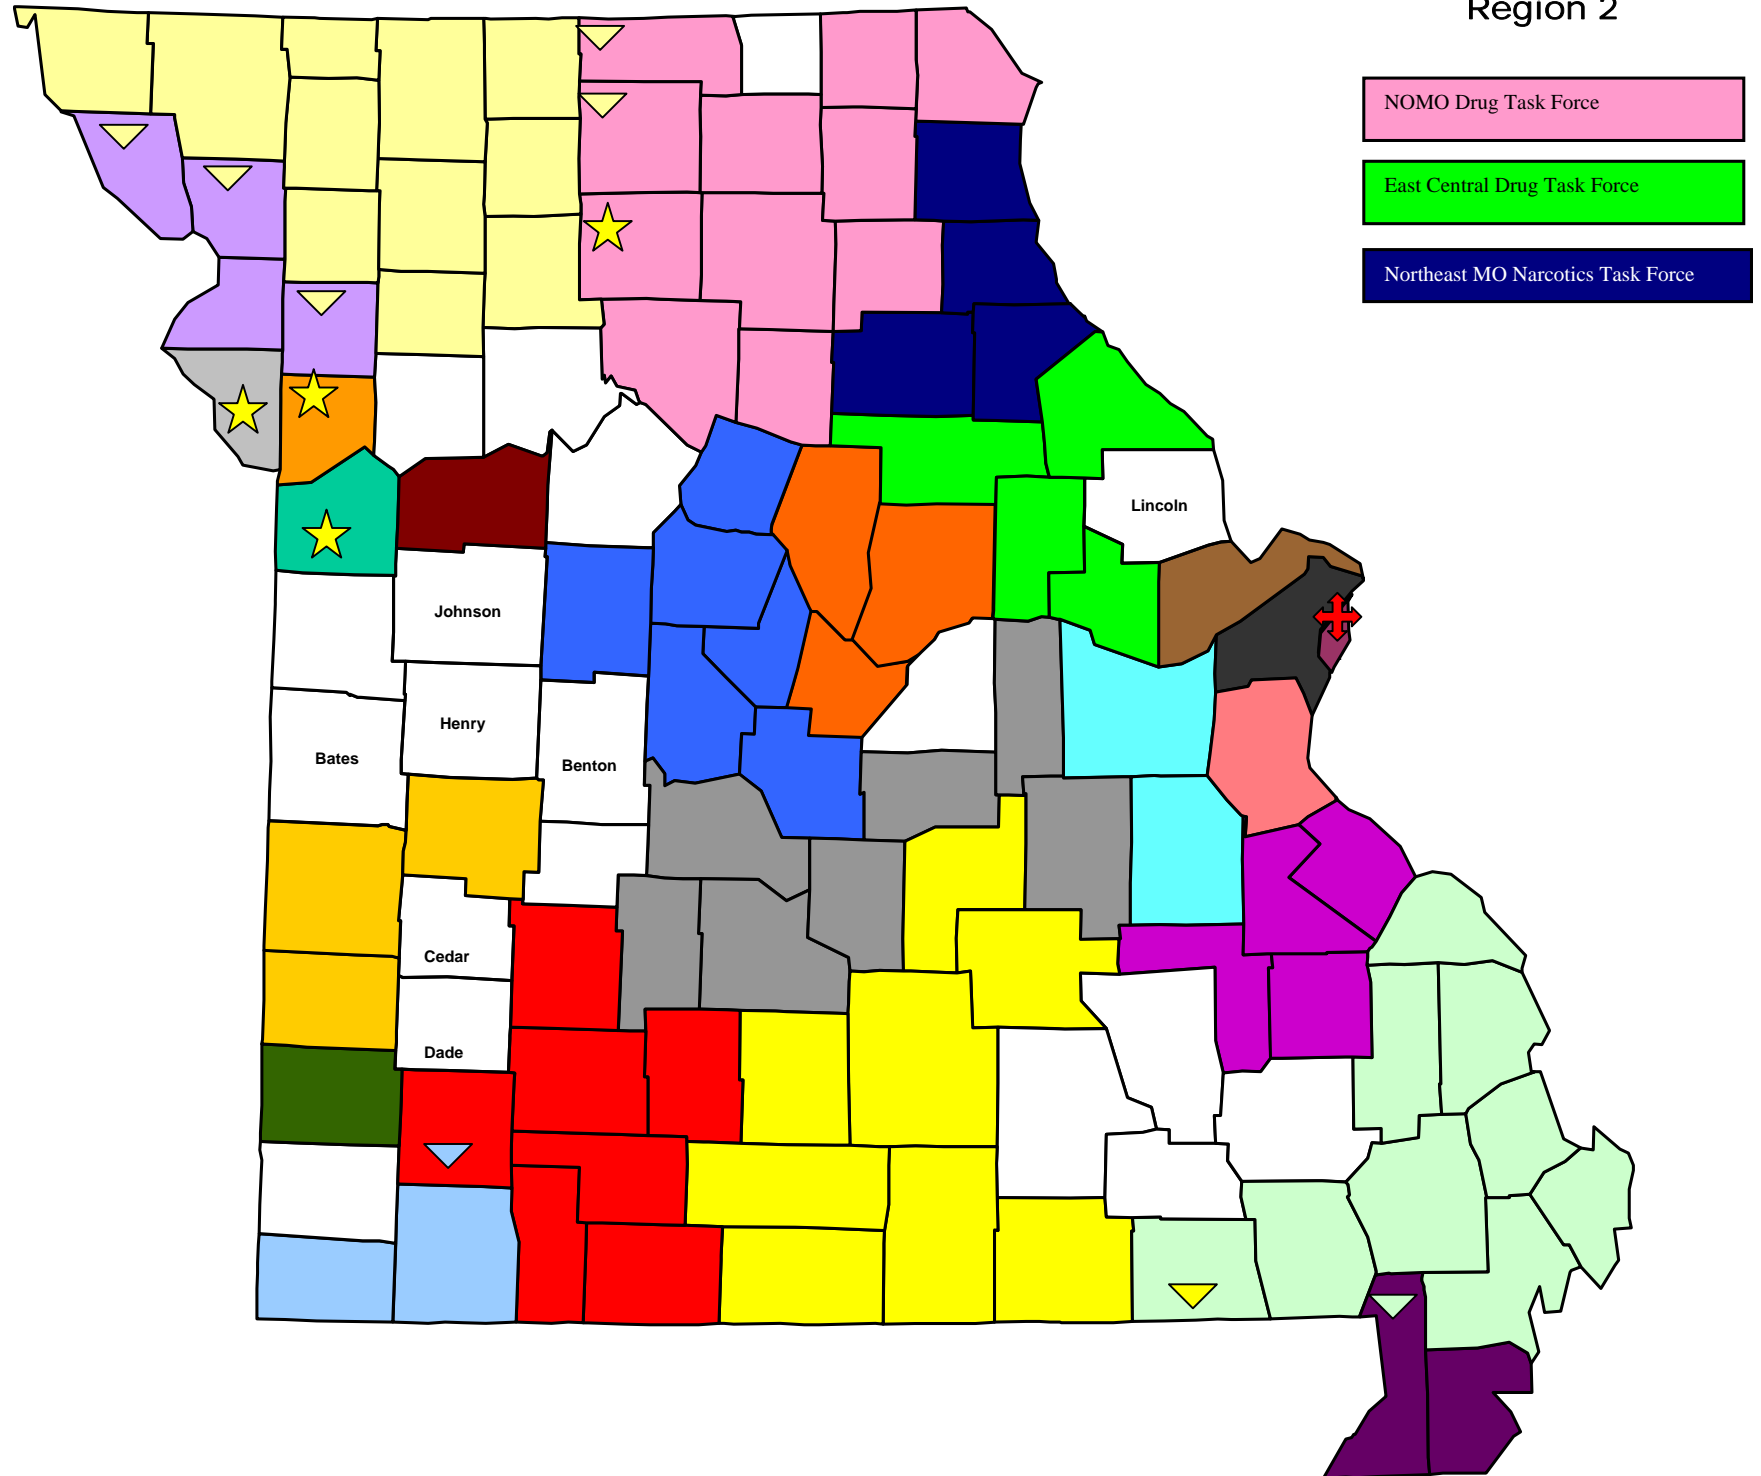 Region 2
NOMO Drug Task Force
East Central Drug Task Force
Northeast MO Narcotics Task Force
Lincoln
Johnson
Henry
Bates
Benton
Cedar
Dade